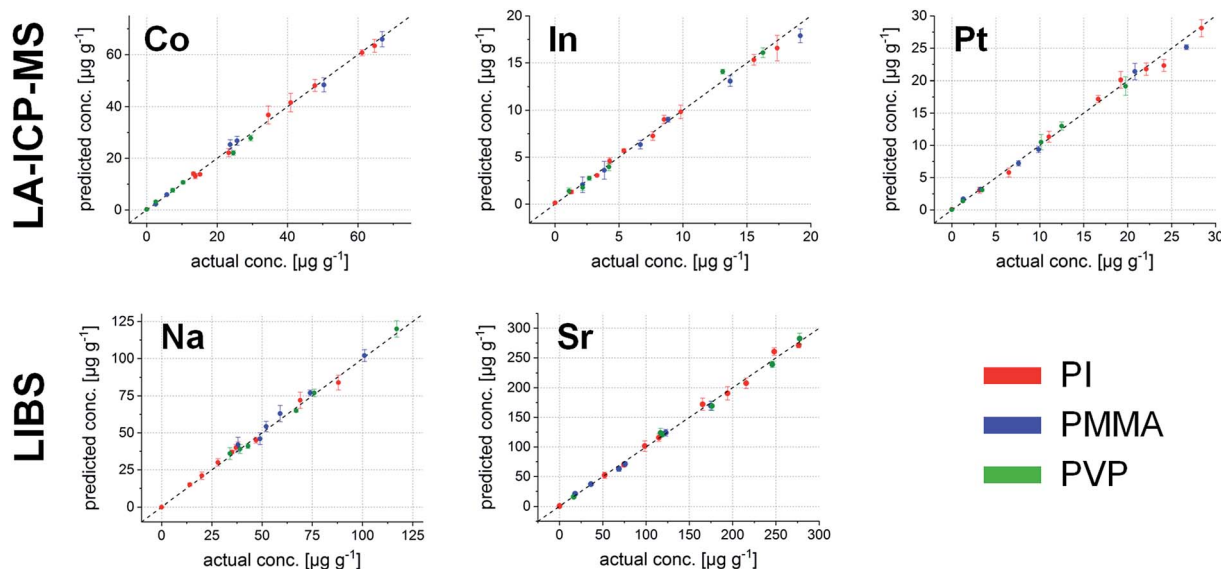 LA-ICP-MS
Co
predicted conc. [µg g⁻¹]
60
40
20
0
0 20 40 60
actual conc. [µg g⁻¹]
In
predicted conc. [µg g⁻¹]
20
15
10
5
0
0 5 10 15 20
actual conc. [µg g⁻¹]
Pt
predicted conc. [µg g⁻¹]
30
25
20
15
10
5
0
0 5 10 15 20 25 30
actual conc. [µg g⁻¹]
LIBS
Na
predicted conc. [µg g⁻¹]
125
100
75
50
25
0
0 25 50 75 100 125
actual conc. [µg g⁻¹]
Sr
predicted conc. [µg g⁻¹]
300
250
200
150
100
50
0
0 50 100 150 200 250 300
actual conc. [µg g⁻¹]
PI
PMMA
PVP